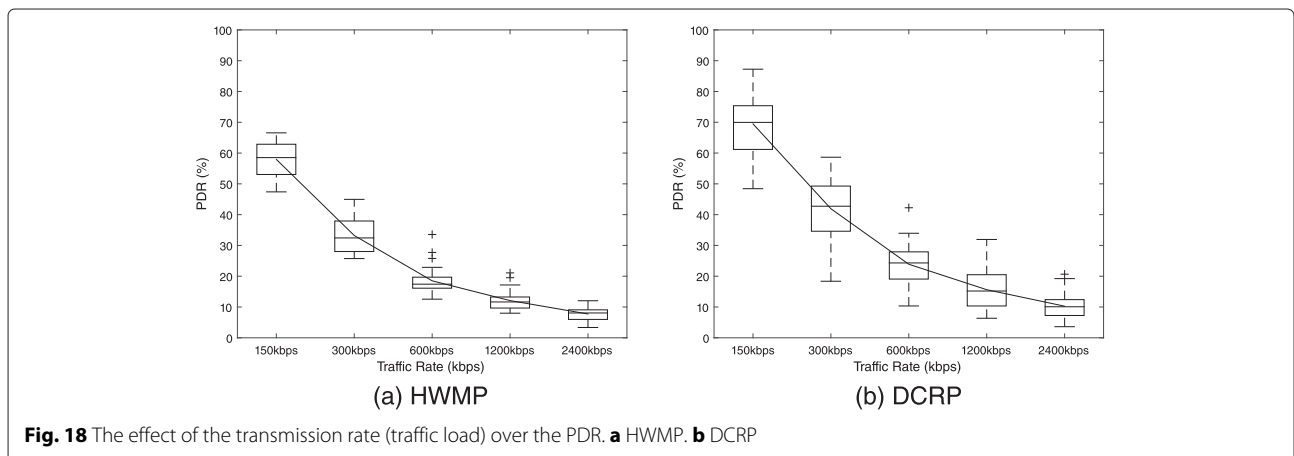 100
90
80
70
60
50
40
30
20
10
0
PDR (%)
150kbps 300kbps 600kbps 1200kbps 2400kbps
Traffic Rate (kbps)
(a) HWMP
100
90
80
70
60
50
40
30
20
10
0
PDR (%)
150kbps 300kbps 600kbps 1200kbps 2400kbps
Traffic Rate (kbps)
(b) DCRP
Fig. 18 The effect of the transmission rate (traffic load) over the PDR. a HWMP. b DCRP